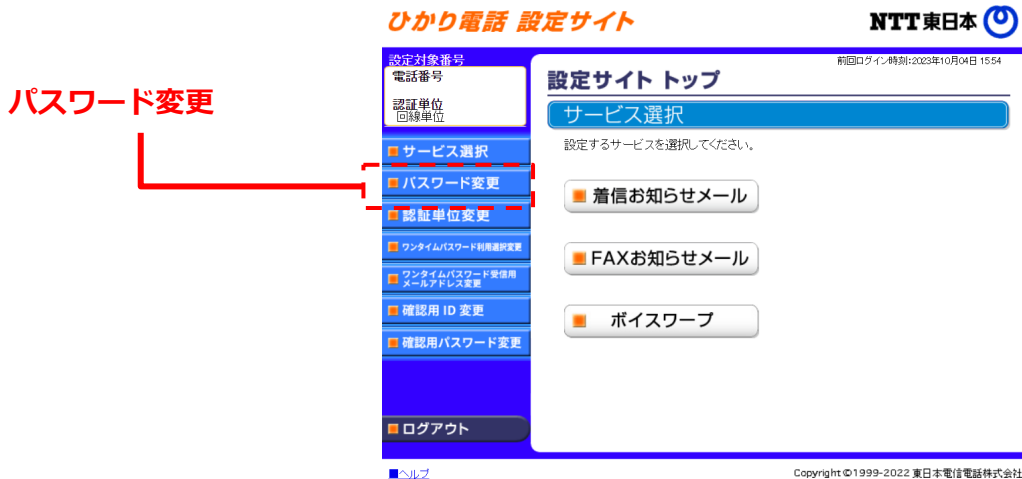 ひかり電話 設定サイト
NTT東日本
パスワード変更
設定対象番号
電話番号
認証単位
回線単位
サービス選択
パスワード変更
認証単位変更
ワンタイムパスワード利用選択変更
ワンタイムパスワード受信用
メールアドレス変更
確認用 ID 変更
確認用パスワード変更
ログアウト
ヘルプ
前回ログイン時刻:2023年10月04日 15:54
設定サイト トップ
サービス選択
設定するサービスを選択してください。
着信お知らせメール
FAXお知らせメール
ボイスワープ
Copyright © 1999-2022 東日本電信電話株式会社